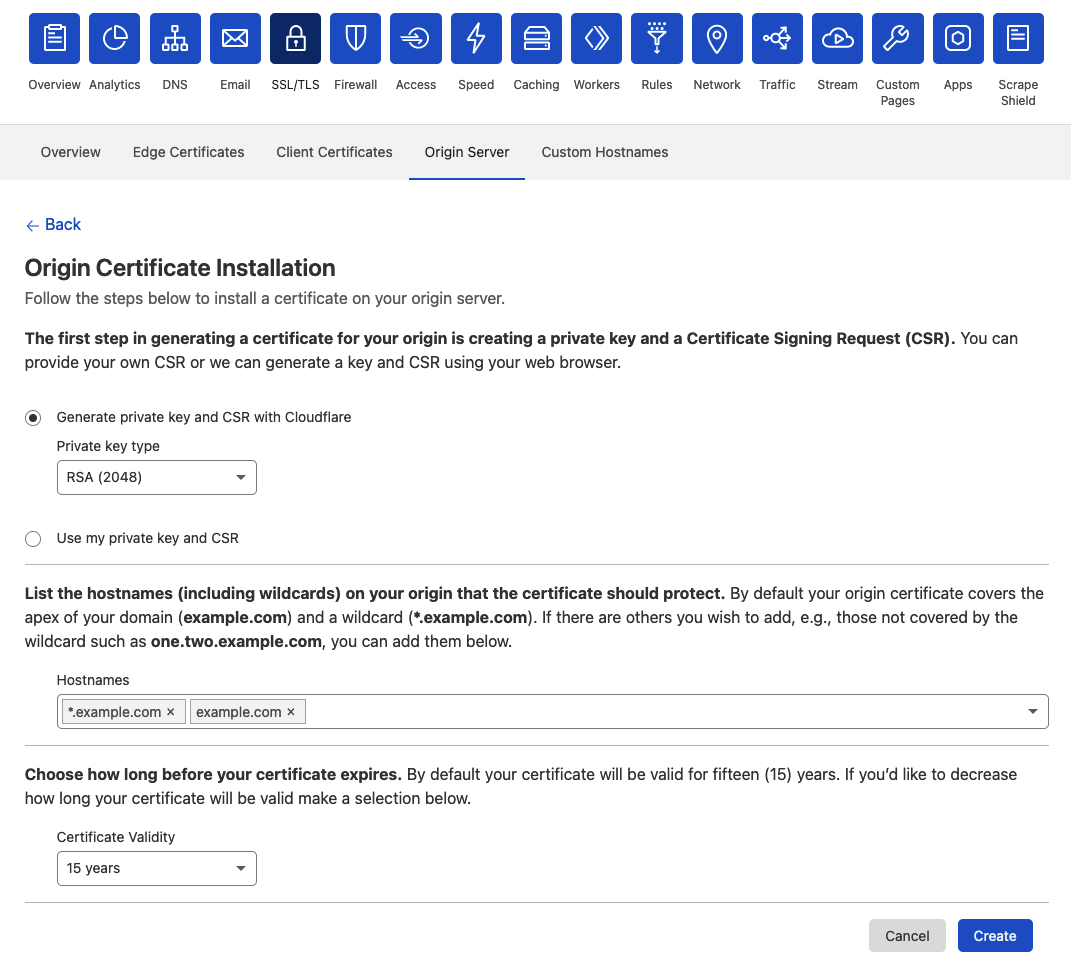 Overview Analytics DNS Email SSL/TLS Firewall Access Speed Caching Workers Rules Network Traffic Stream Custom Pages Apps Scrape Shield
Overview Edge Certificates Client Certificates Origin Server Custom Hostnames
← Back
Origin Certificate Installation
Follow the steps below to install a certificate on your origin server.
The first step in generating a certificate for your origin is creating a private key and a Certificate Signing Request (CSR). You can
provide your own CSR or we can generate a key and CSR using your web browser.
Generate private key and CSR with Cloudflare
Private key type
RSA (2048)
Use my private key and CSR
List the hostnames (including wildcards) on your origin that the certificate should protect. By default your origin certificate covers the
apex of your domain (example.com) and a wildcard (*.example.com). If there are others you wish to add, e.g., those not covered by the
wildcard such as one.two.example.com, you can add them below.
Hostnames
*.example.com × example.com ×
Choose how long before your certificate expires. By default your certificate will be valid for fifteen (15) years. If you’d like to decrease
how long your certificate will be valid make a selection below.
Certificate Validity
15 years
Cancel Create